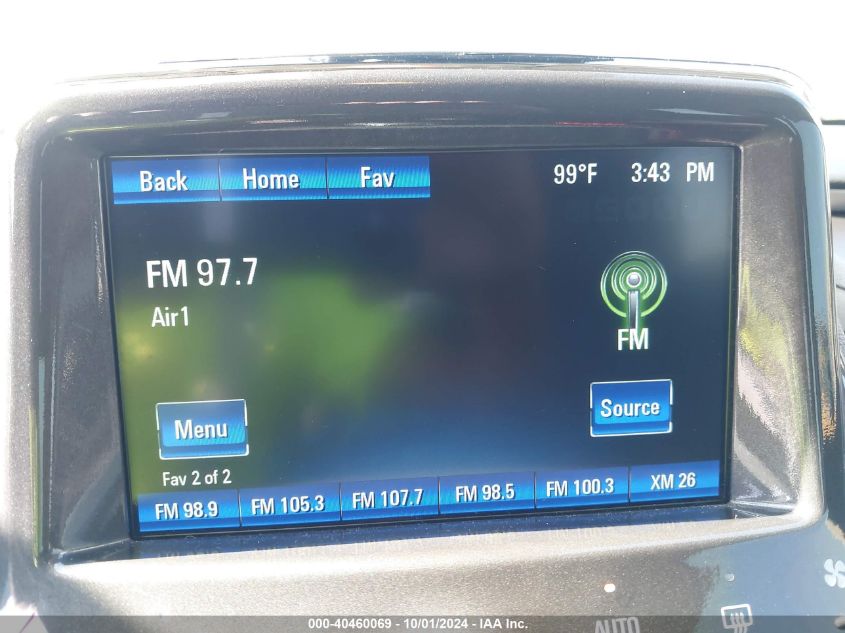 Back Home Fav 99°F 3:43 PM
FM 97.7
Air1
FM
Menu
Source
Fav 2 of 2
FM 98.9 FM 105.3 FM 107.7 FM 98.5 FM 100.3 XM 26
AUTO
000-40460069 - 10/01/2024 - IAA Inc.